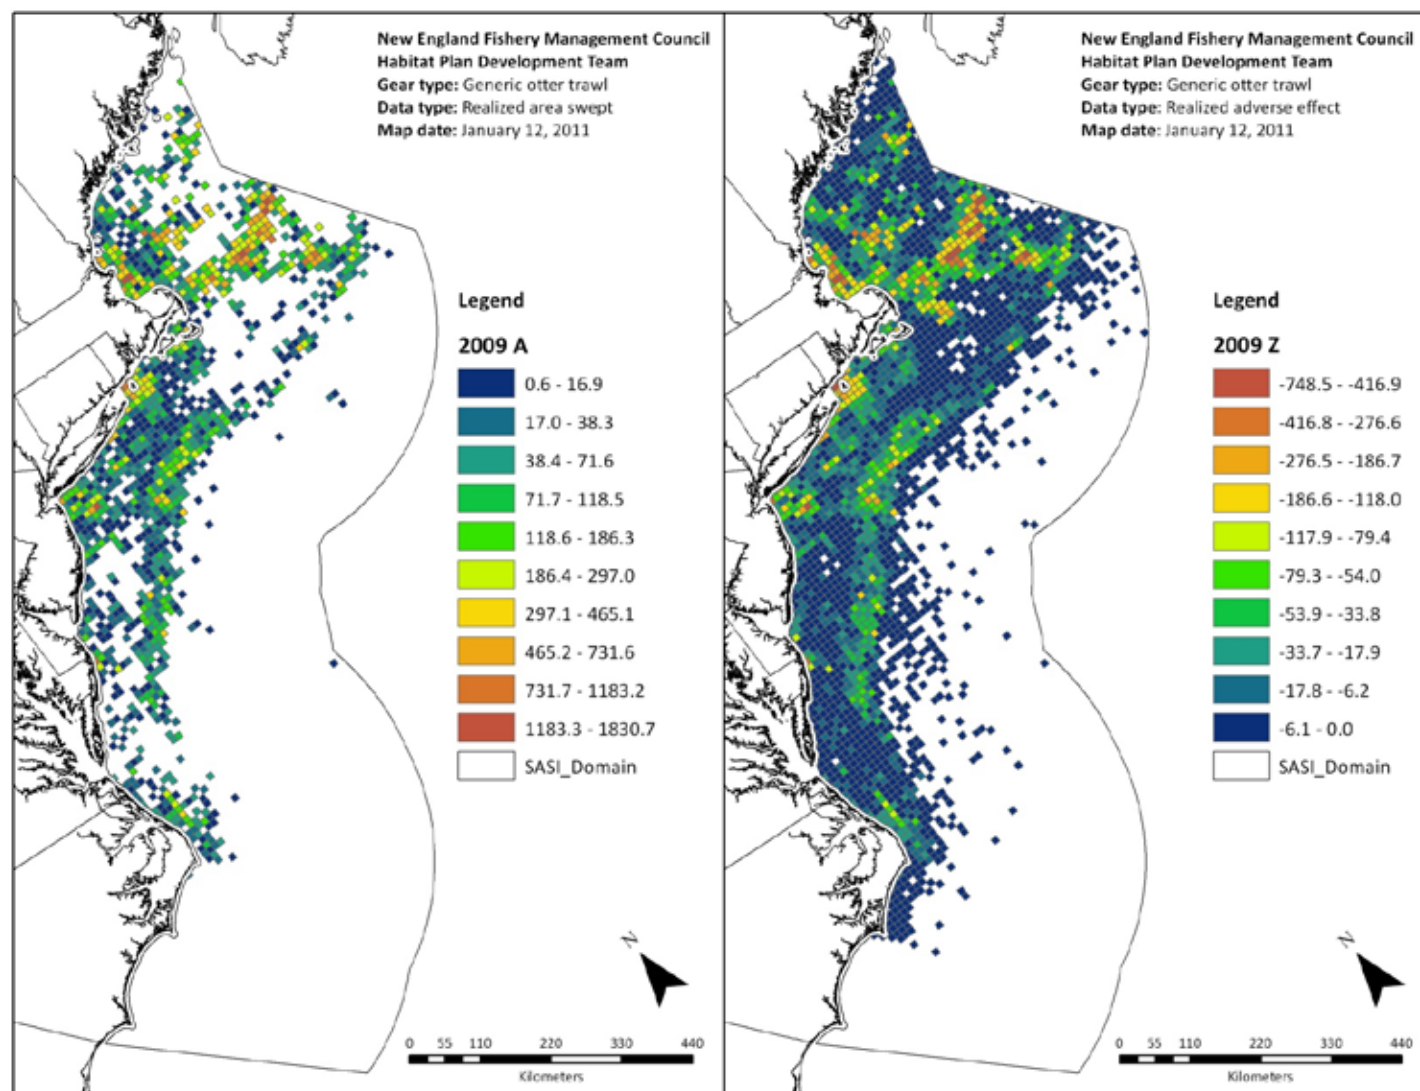 New England Fishery Management Council
Habitat Plan Development Team
Gear type: Generic otter trawl
Data type: Realized area swept
Map date: January 12, 2011
Legend
2009 A
0.6 - 16.9
17.0 - 38.3
38.4 - 71.6
71.7 - 118.5
118.6 - 186.3
186.4 - 297.0
297.1 - 465.1
465.2 - 731.6
731.7 - 1183.2
1183.3 - 1830.7
SASI_Domain
N
0 55 110 220 330 440
Kilometers
New England Fishery Management Council
Habitat Plan Development Team
Gear type: Generic otter trawl
Data type: Realized adverse effect
Map date: January 12, 2011
Legend
2009 Z
-748.5 - -416.9
-416.8 - -276.6
-276.5 - -186.7
-186.6 - -118.0
-117.9 - -79.4
-79.3 - -54.0
-53.9 - -33.8
-33.7 - -17.9
-17.8 - -6.2
-6.1 - 0.0
SASI_Domain
N
0 55 110 220 330 440
Kilometers